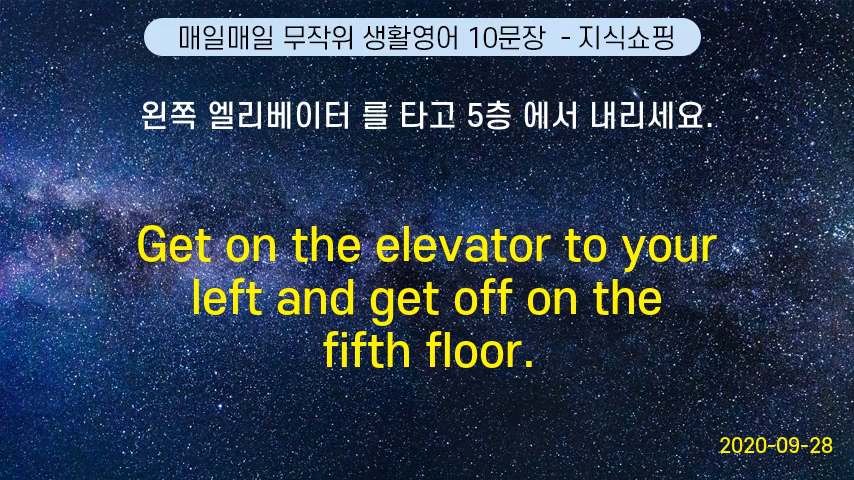 매일매일 무작위 생활영어 10문장 - 지식쇼핑
왼쪽 엘리베이터 를 타고 5층 에서 내리세요.
Get on the elevator to your
left and get off on the
fifth floor.
2020-09-28